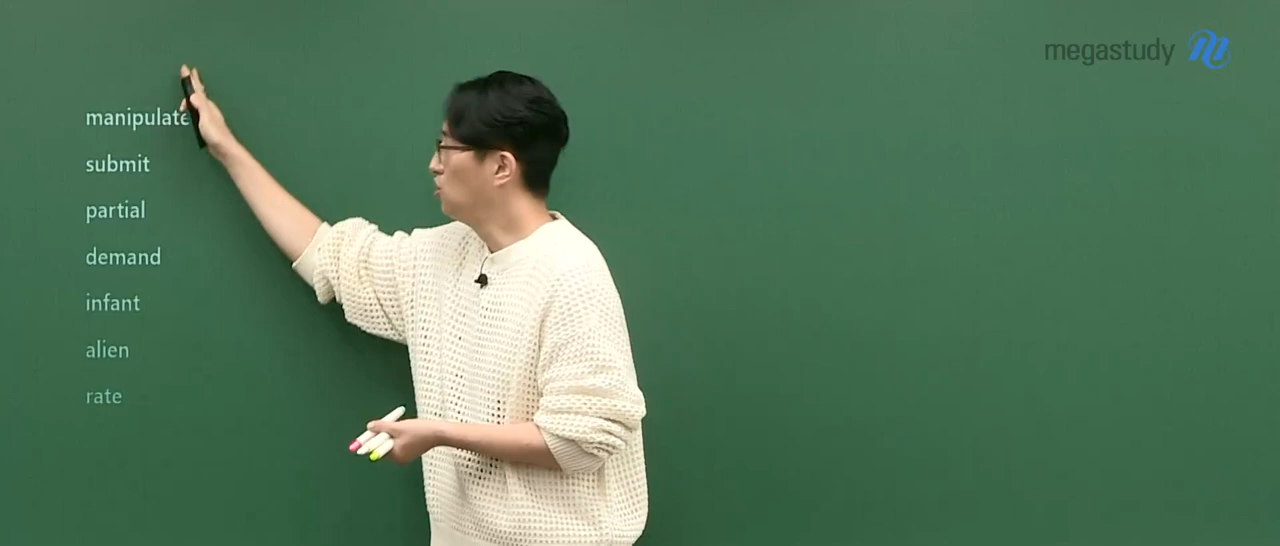 megastudy
manipulate
submit
partial
demand
infant
alien
rate